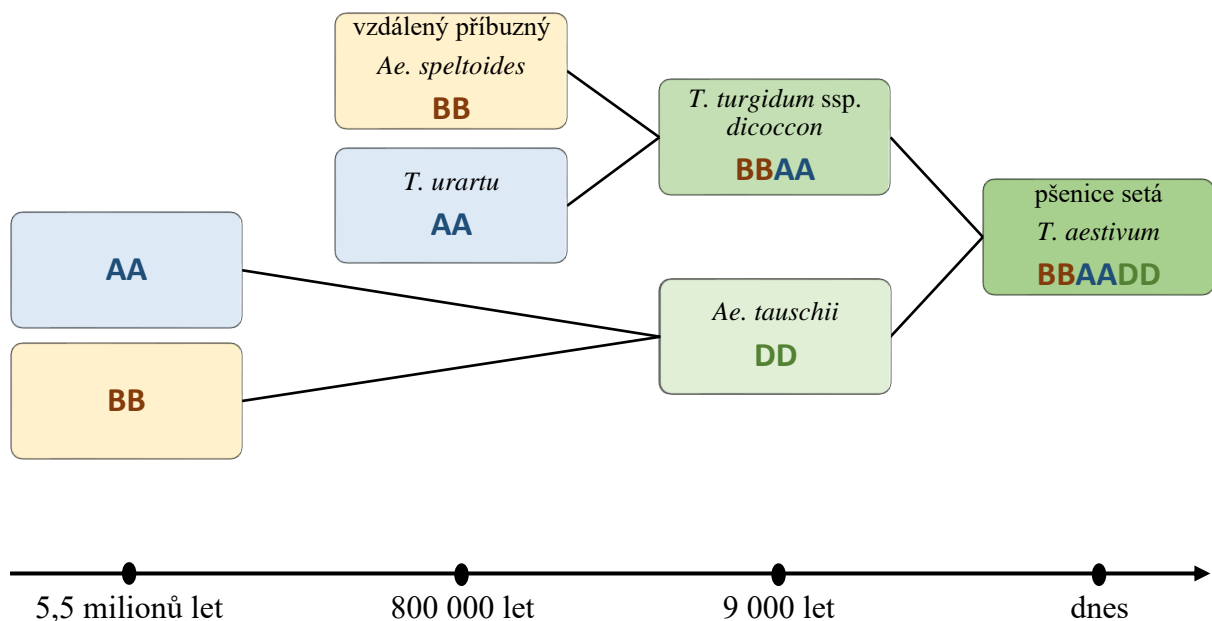 vzdálený příbuzný
Ae. speltoides
BB
T. urartu
AA
T. turgidum ssp.
dicoccon
BBAA
pšenice setá
T. aestivum
BBAADD
AA
BB
Ae. tauschii
DD
5,5 milionů let
800 000 let
9 000 let
dnes